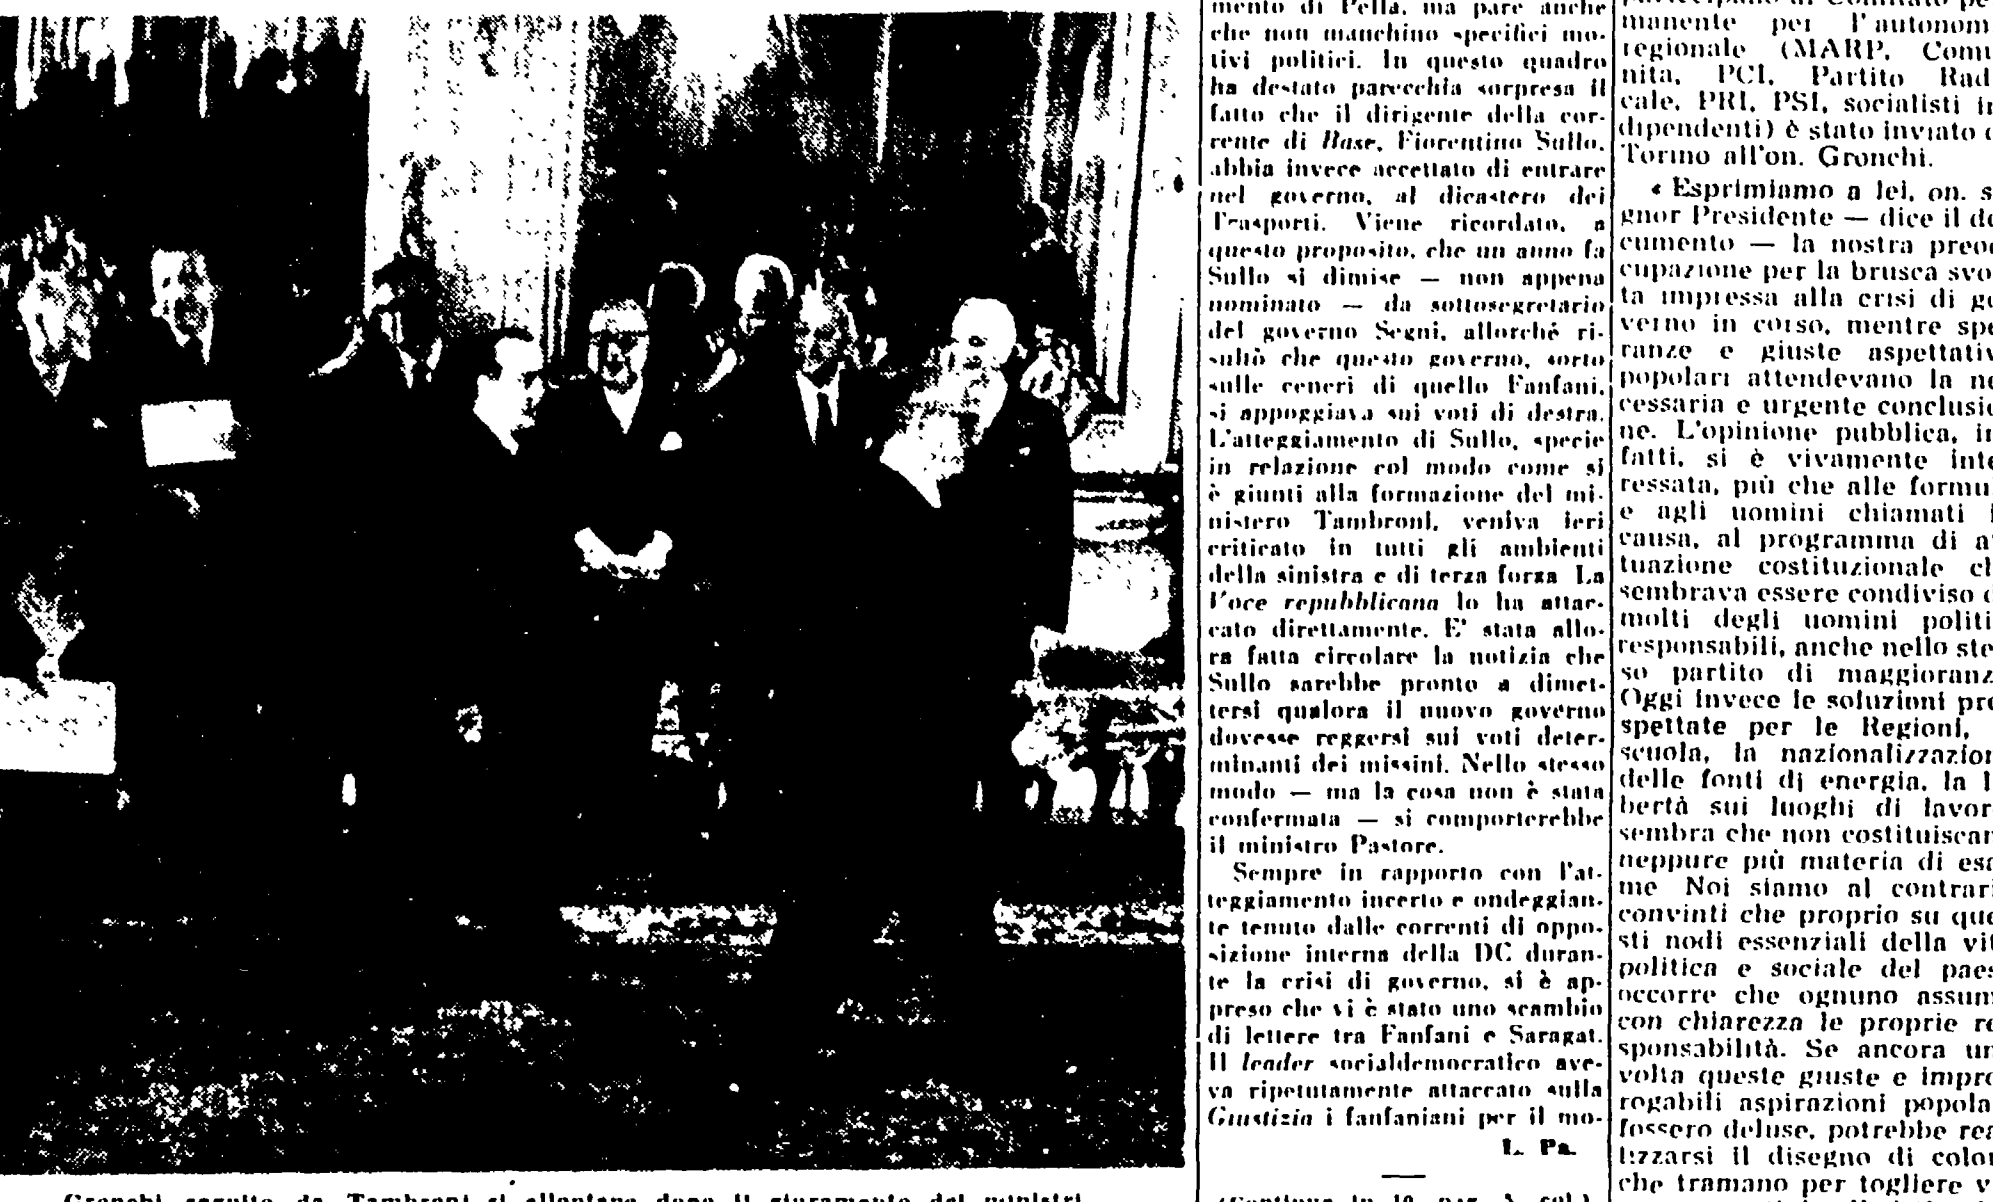 mento di Pella, ma pare anche
che non manchino specifici mo-
tivi politici. In questo quadro
ha destato parecchia sorpresa il
fatto che il dirigente della cor-
rente di Base, Fiorentino Sullo,
abbia invece accettato di entrare
nel governo, al dicastero dei
Trasporti. Viene ricordato, a
questo proposito, che un anno fa
Sullo si dimise — non appena
nominato — da sottosegretario
del governo Segni, allorché ri-
sultò che questo governo, sorto
sulle ceneri di quello Fanfani,
si appoggiava sui voti di destra.
L'atteggiamento di Sullo, specie
in relazione col modo come si
è giunti alla formazione del mi-
nistero Tambroni, veniva ieri
criticato in tutti gli ambienti
della sinistra e di terza forza La
Voce repubblicana lo ha attac-
cato direttamente. E' stata allo-
ra fatta circolare la notizia che
Sullo sarebbe pronto a dimet-
tersi qualora il nuovo governo
dovesse reggersi sui voti deter-
minanti dei missini. Nello stesso
modo — ma la cosa non è stata
confermata — si comporterebbe
il ministro Pastore.
Sempre in rapporto con l'at-
teggiamento incerto e ondeggian-
te tenuto dalle correnti di oppo-
sizione interna della DC duran-
te la crisi di governo, si è ap-
preso che vi è stato uno scambio
di lettere tra Fanfani e Saragat.
Il leader socialdemocratico ave-
va ripetutamente attaccato sulla
Giustizia i fanfaniani per il mo-
L. Pa.
(Continua in 10. pag. 5. col.)
manente per l'autonom
regionale (MARP, Comu
nita, PCI, Partito Rad
cale, PRI, PSI, socialisti in
dipendenti) è stato inviato d
Torino all'on. Gronchi.
« Esprimiamo a lei, on. s
gnor Presidente — dice il do
cumento — la nostra preoc
cupazione per la brusca svo
ta impressa alla crisi di go
verno in corso, mentre spe
ranze e giuste aspettativ
popolari attendevano la ne
cessaria e urgente conclusio
ne. L'opinione pubblica, in
fatti, si è vivamente inte
ressata, più che alle formul
e agli uomini chiamati i
causa, al programma di at
tuazione costituzionale ch
sembrava essere condiviso d
molti degli uomini politi
responsabili, anche nello stes
so partito di maggioranz
Oggi invece le soluzioni pro
spettate per le Regioni,
scuola, la nazionalizzazion
delle fonti di energia, la l
bertà sui luoghi di lavor
sembra che non costituiscan
neppure più materia di esa
me Noi siamo al contrari
convinti che proprio su que
sti nodi essenziali della vit
politica e sociale del paes
occorre che ognuno assum
con chiarezza le proprie re
sponsabilità. Se ancora un
volta queste giuste e impro
rogabili aspirazioni popola
fossero deluse, potrebbe rea
lizzarsi il disegno di color
che tramano per togliere v
Gronchi seguito da Tambroni si allontana dopo il giuramento dei ministri